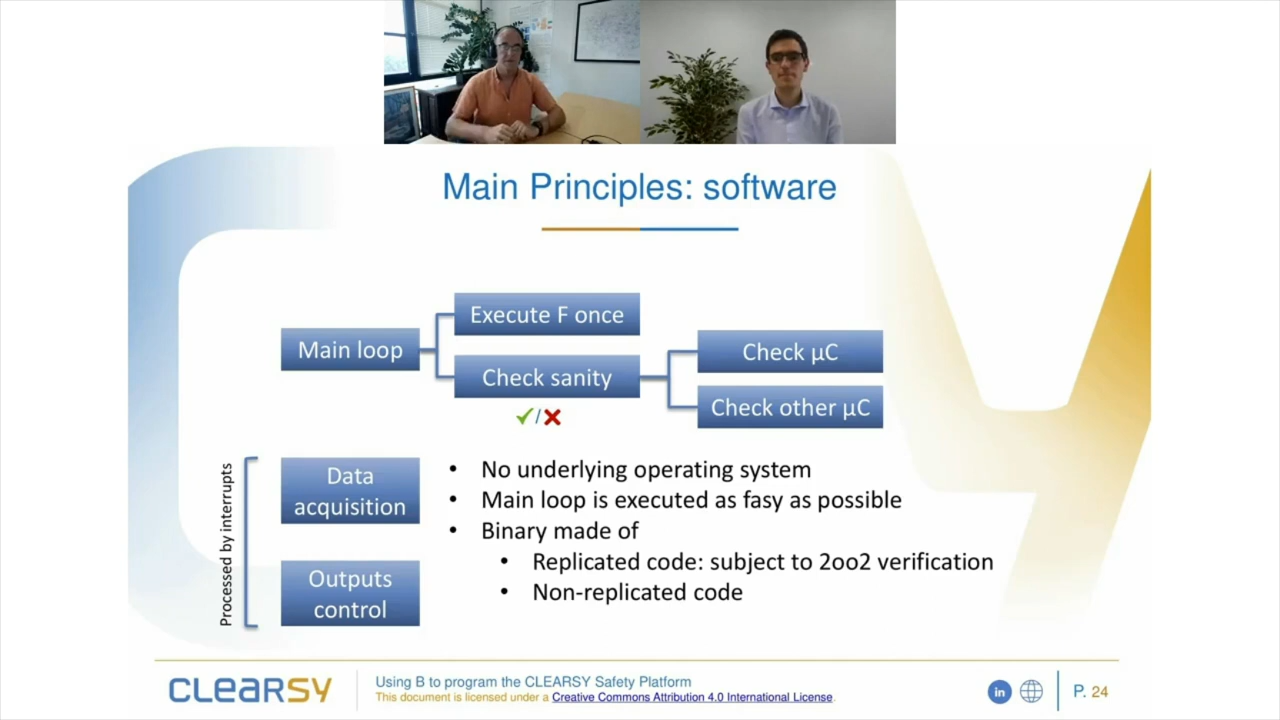 Main Principles: software
Main loop
Execute F once
Check sanity
Check µC
Check other µC
Processed by interrupts
Data
acquisition
Outputs
control
• No underlying operating system
• Main loop is executed as fasy as possible
• Binary made of
• Replicated code: subject to 2oo2 verification
• Non-replicated code
CLEARSY
Using B to program the CLEARSY Safety Platform
This document is licensed under a Creative Commons Attribution 4.0 International License.
in
P. 24